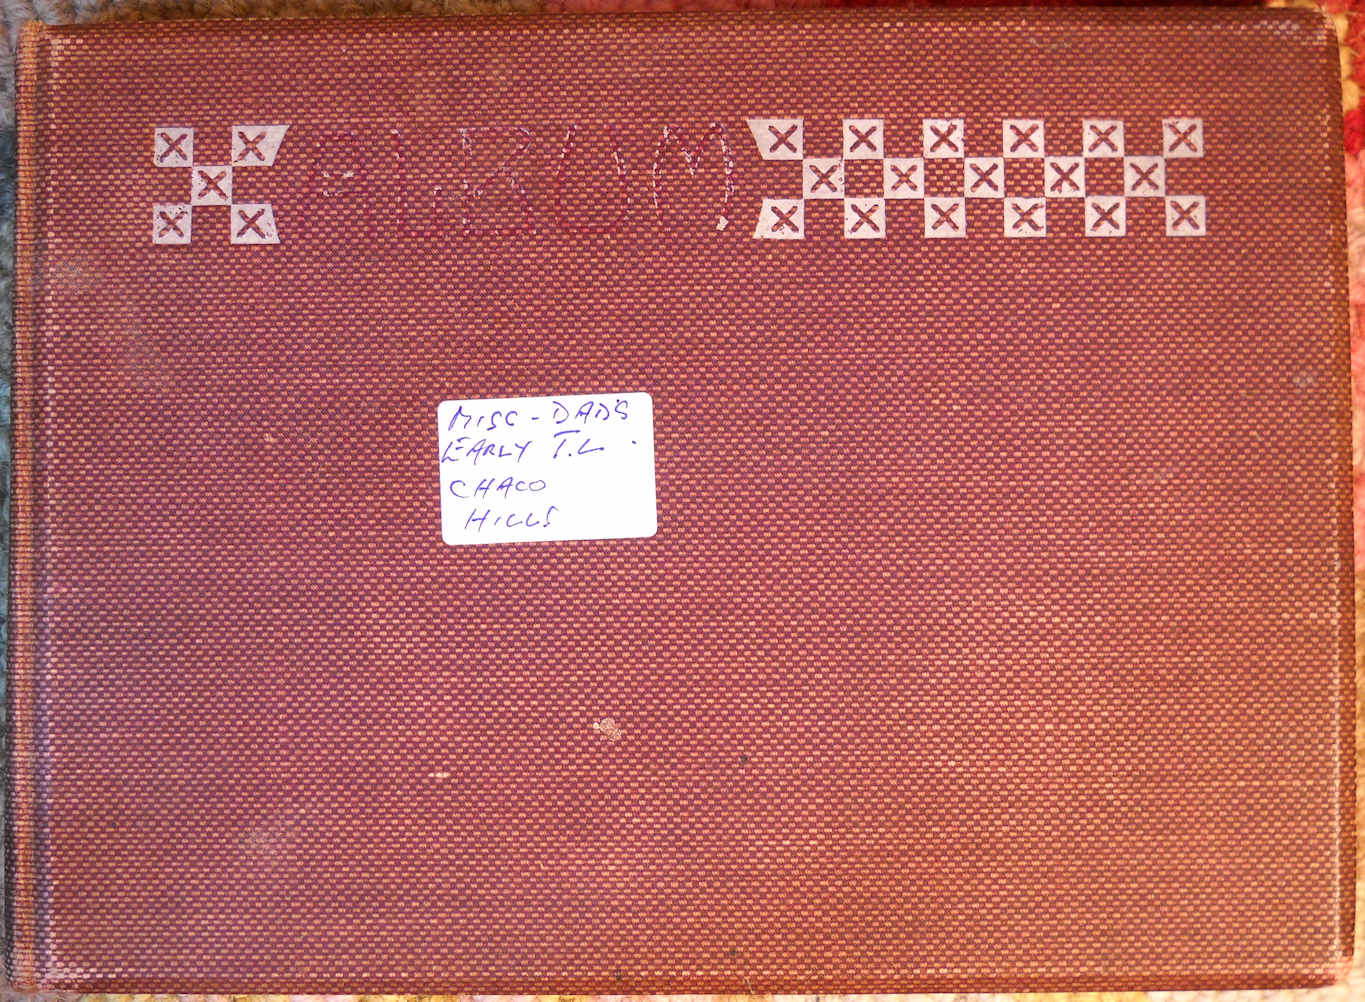 ALBUM
MISC - DAD'S
EARLY T.L.
CHACO
HILLS